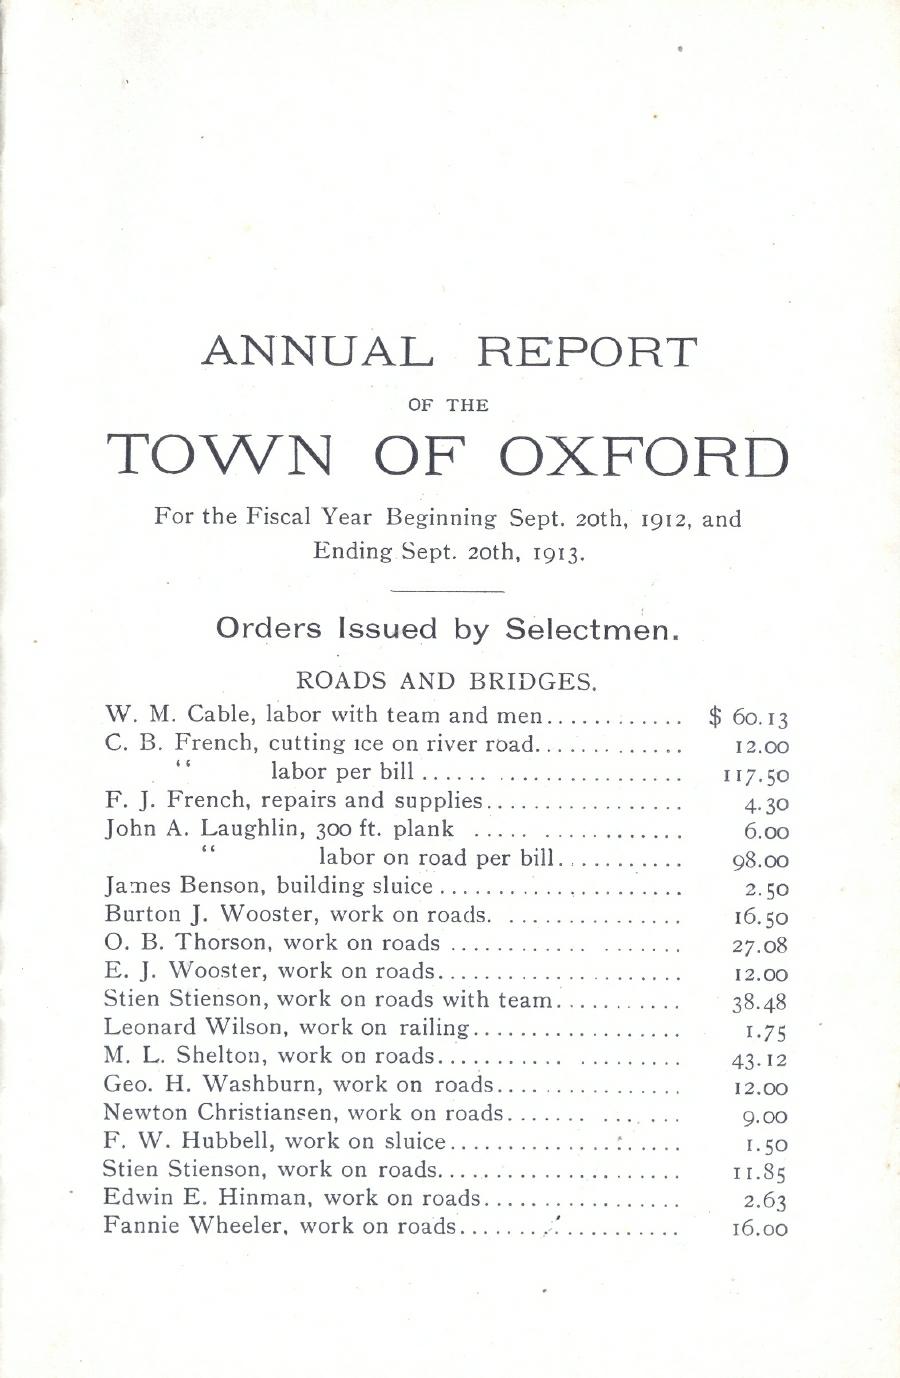 ANNUAL REPORT
OF THE
TOWN OF OXFORD
For the Fiscal Year Beginning Sept. 20th, 1912, and
Ending Sept. 20th, 1913.
Orders Issued by Selectmen.
ROADS AND BRIDGES.
W. M. Cable, labor with team and men............ $ 60.13
C. B. French, cutting ice on river road............. 12.00
“ labor per bill ........................ 117.50
F. J. French, repairs and supplies.................. 4.30
John A. Laughlin, 300 ft. plank ..... ............ 6.00
“ labor on road per bill........... 98.00
James Benson, building sluice ...................... 2.50
Burton J. Wooster, work on roads. ................ 16.50
O. B. Thorson, work on roads ............ ....... 27.08
E. J. Wooster, work on roads...................... 12.00
Stien Stienson, work on roads with team........... 38.48
Leonard Wilson, work on railing................... 1.75
M. L. Shelton, work on roads........... ......... 43.12
Geo. H. Washburn, work on roads................. 12.00
Newton Christiansen, work on roads....... ... ... 9.00
F. W. Hubbell, work on sluice..................... 1.50
Stien Stienson, work on roads...................... 11.85
Edwin E. Hinman, work on roads.................. 2.63
Fannie Wheeler, work on roads.................... 16.00